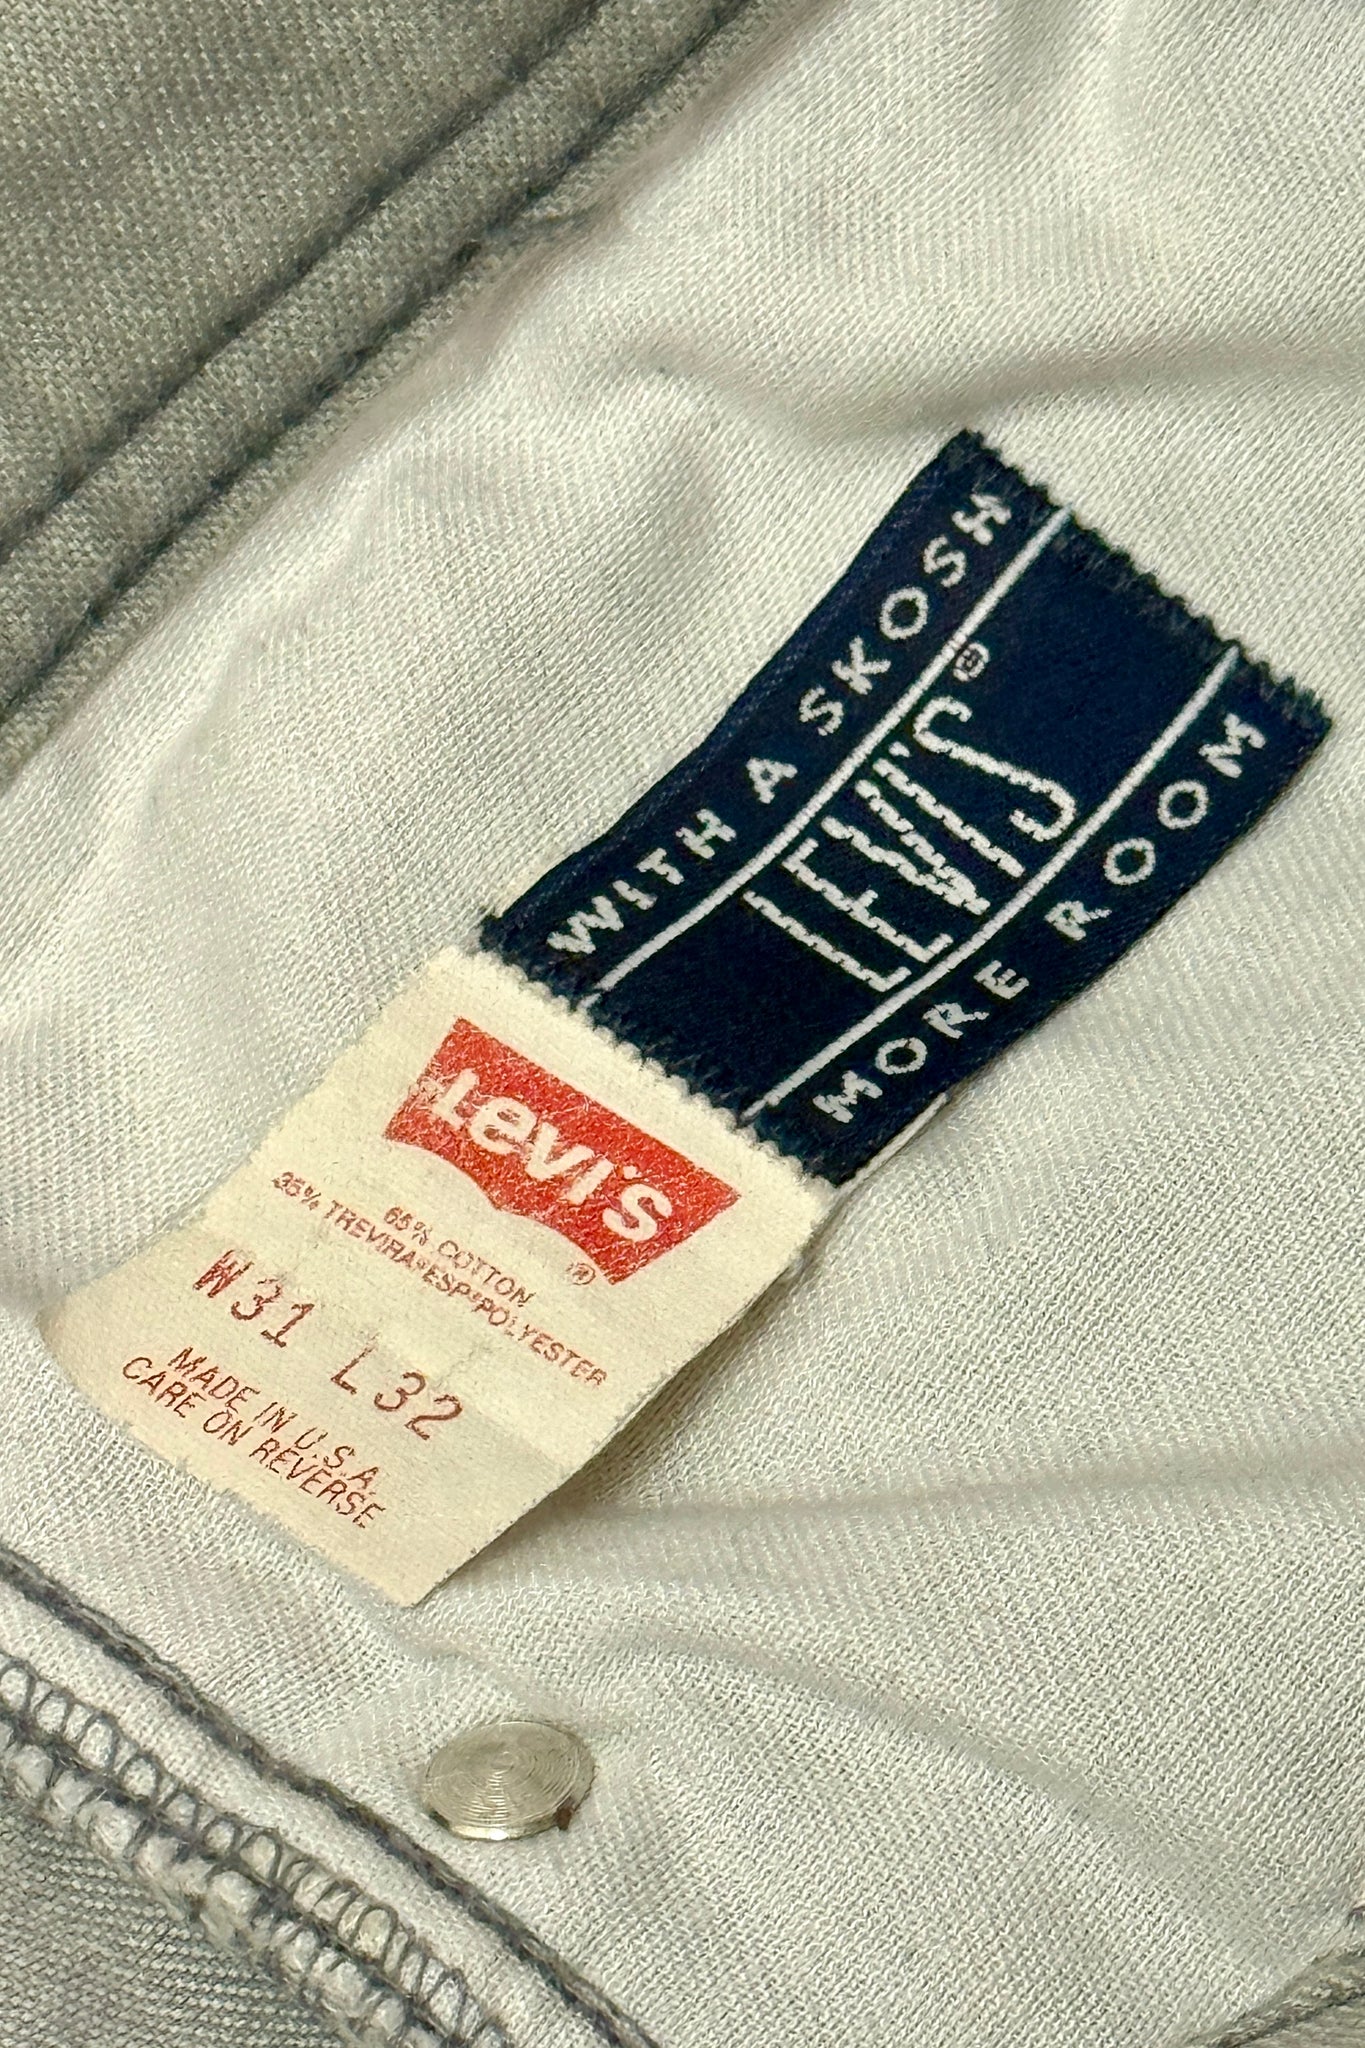 WITH A SKOSH
LEVI'S®
MORE ROOM
Levi's®
65% COTTON
35% TREVIRA®ESP®POLYESTER
W31 L32
MADE IN U.S.A.
CARE ON REVERSE